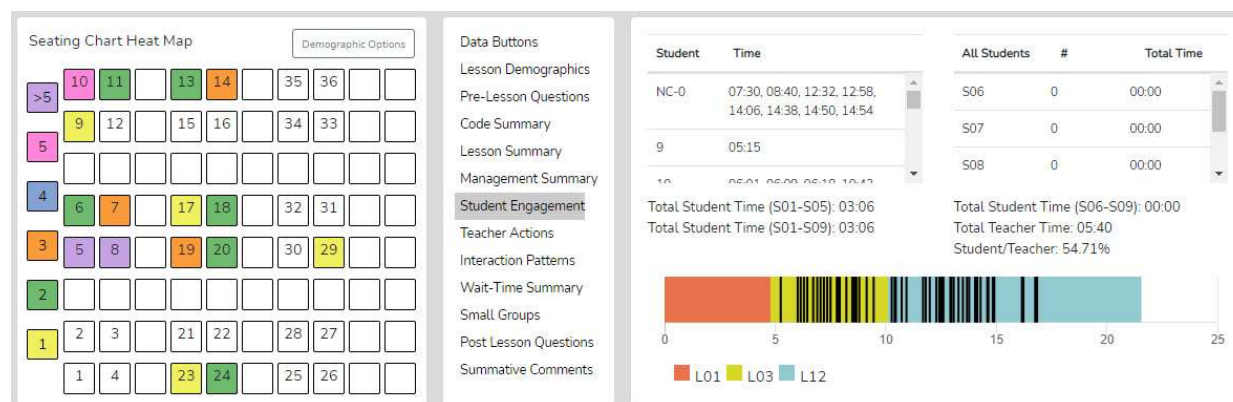 Seating Chart Heat Map
Demographic Options
>5
5
4
3
2
1
10 11 13 14 35 36
9 12 15 16 34 33
6 7 17 18 32 31
5 8 19 20 30 29
2 3 21 22 28 27
1 4 23 24 25 26
Data Buttons
Lesson Demographics
Pre-Lesson Questions
Code Summary
Lesson Summary
Management Summary
Student Engagement
Teacher Actions
Interaction Patterns
Wait-Time Summary
Small Groups
Post Lesson Questions
Summative Comments
Student Time
NC-0 07:30, 08:40, 12:32, 12:58,
14:06, 14:38, 14:50, 14:54
9 05:15
All Students # Total Time
S06 0 00:00
S07 0 00:00
S08 0 00:00
Total Student Time (S01-S05): 03:06
Total Student Time (S01-S09): 03:06
Total Student Time (S06-S09): 00:00
Total Teacher Time: 05:40
Student/Teacher: 54.71%
0 5 10 15 20 25
L01 L03 L12